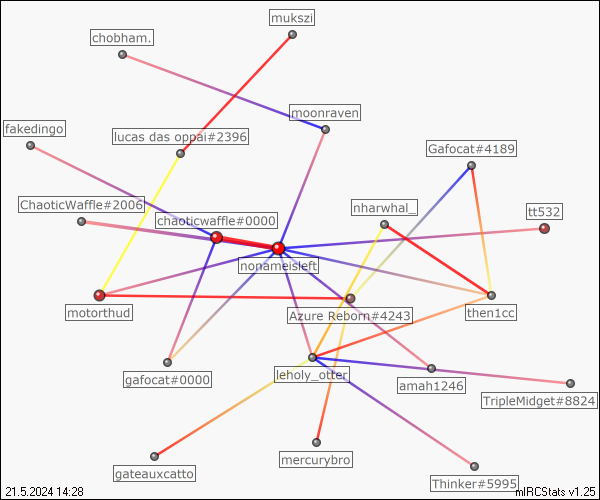 mukszi
chobham.
moonraven
fakedingo
lucas das oppai#2396
Gafocat#4189
ChaoticWaffle#2006
nharwhal_
tt532
chaoticwaffle#0000
nonameisleft
motorthud
Azure Reborn#4243
then1cc
gafocat#0000
leholy_otter
amah1246
TripleMidget#8824
mercurybro
gateauxcatto
Thinker#5995
21.5.2024 14:28
mIRCStats v1.25